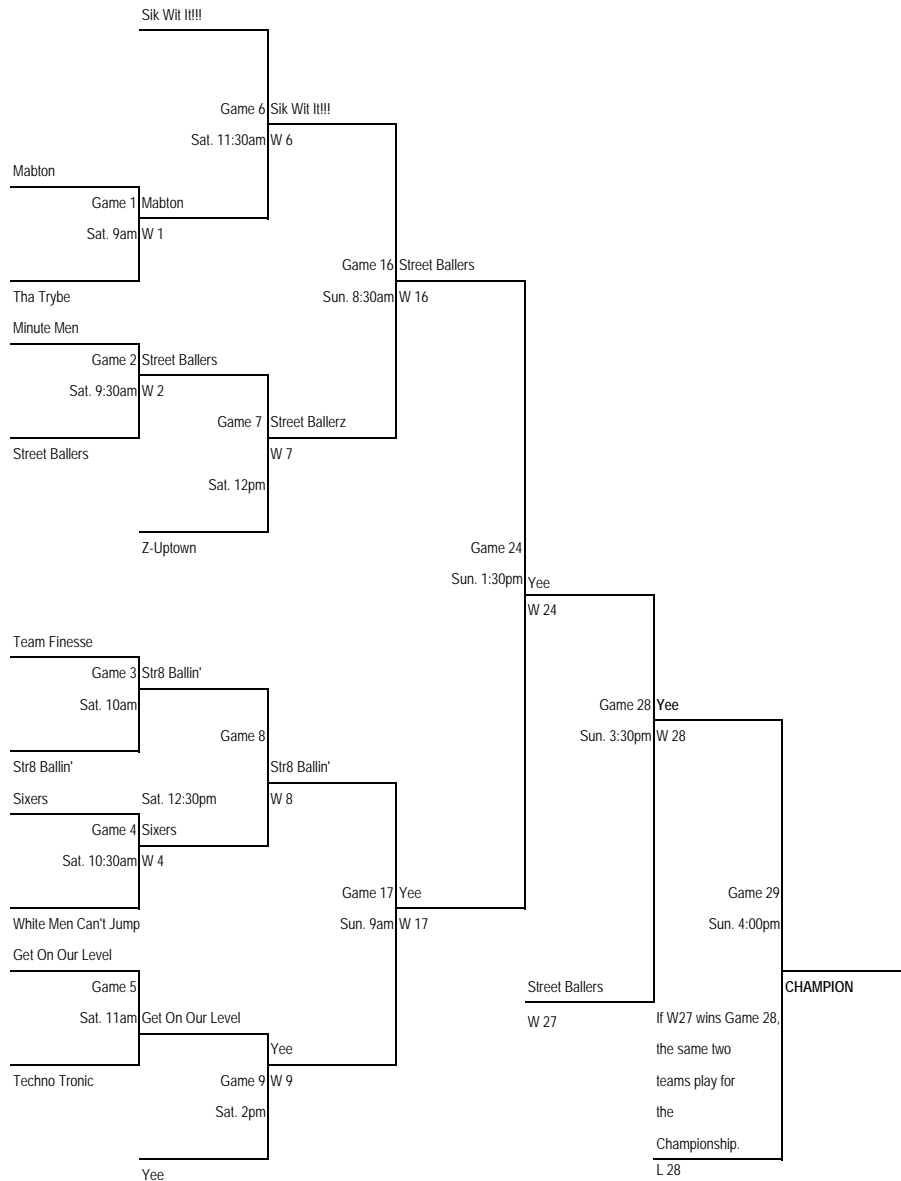 Sik Wit It!!!
Game 6 Sik Wit It!!!
Sat. 11:30am W 6
Mabton
Game 1 Mabton
Sat. 9am W 1
Game 16 Street Ballers
Tha Trybe
Sun. 8:30am W 16
Minute Men
Game 2 Street Ballers
Sat. 9:30am W 2
Game 7 Street Ballerz
Street Ballers
W 7
Sat. 12pm
Z-Uptown
Game 24
Sun. 1:30pm Yee
W 24
Team Finesse
Game 3 Str8 Ballin'
Sat. 10am
Game 28 Yee
Game 8
Sun. 3:30pm W 28
Str8 Ballin'
Str8 Ballin'
Sixers
Sat. 12:30pm
W 8
Game 4 Sixers
Sat. 10:30am W 4
Game 17 Yee
Game 29
White Men Can't Jump
Sun. 9am W 17
Sun. 4:00pm
Get On Our Level
Game 5
Street Ballers
CHAMPION
Sat. 11am Get On Our Level
W 27
If W27 wins Game 28,
Yee
the same two
Techno Tronic
Game 9 W 9
teams play for
Sat. 2pm
the
Championship.
Yee
L 28